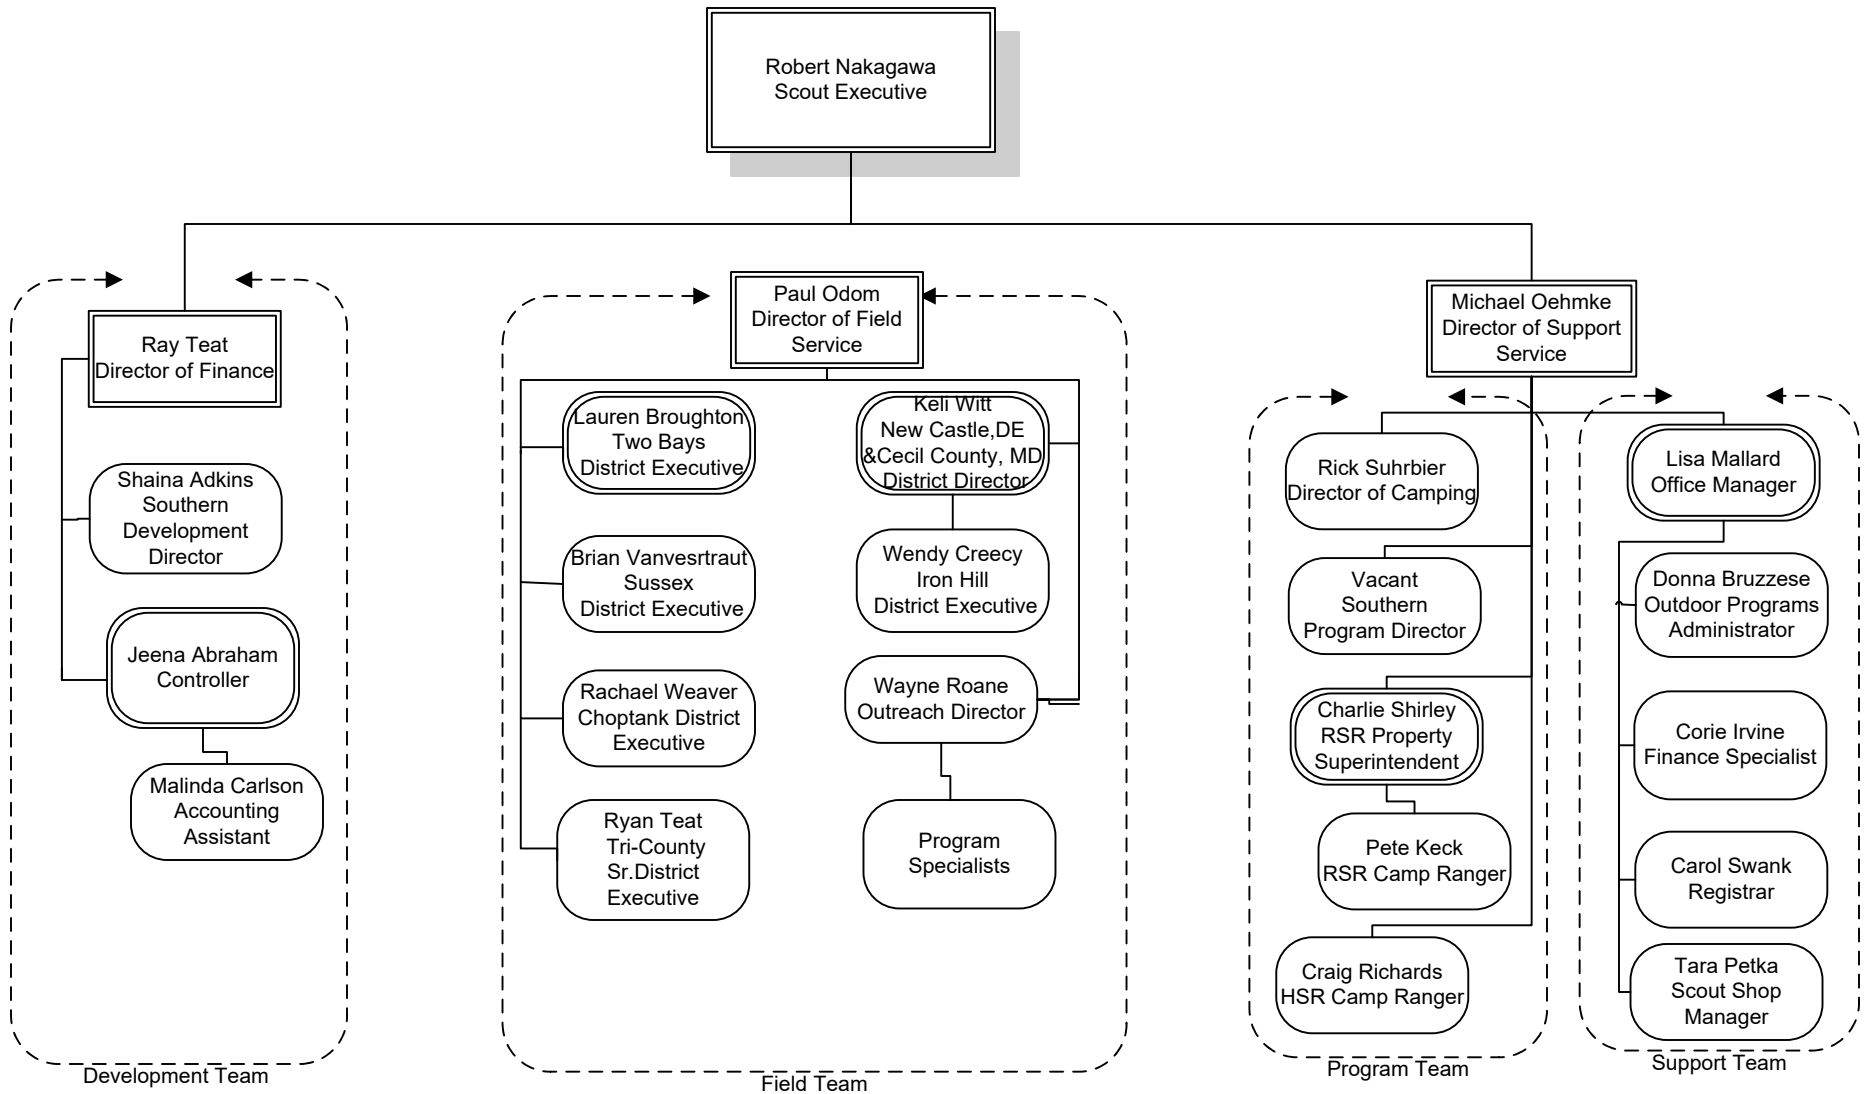 Robert Nakagawa
Scout Executive
Ray Teat
Director of Finance
Shaina Adkins
Southern
Development
Director
Jeena Abraham
Controller
Malinda Carlson
Accounting
Assistant
Development Team
Paul Odom
Director of Field
Service
Lauren Broughton
Two Bays
District Executive
Brian Vanvesrtraut
Sussex
District Executive
Rachael Weaver
Choptank District
Executive
Ryan Teat
Tri-County
Sr.District
Executive
Keli Witt
New Castle,DE
&Cecil County, MD
District Director
Wendy Creecy
Iron Hill
District Executive
Wayne Roane
Outreach Director
Program
Specialists
Field Team
Michael Oehmke
Director of Support
Service
Rick Suhrbier
Director of Camping
Vacant
Southern
Program Director
Charlie Shirley
RSR Property
Superintendent
Pete Keck
RSR Camp Ranger
Craig Richards
HSR Camp Ranger
Program Team
Lisa Mallard
Office Manager
Donna Bruzzese
Outdoor Programs
Administrator
Corie Irvine
Finance Specialist
Carol Swank
Registrar
Tara Petka
Scout Shop
Manager
Support Team